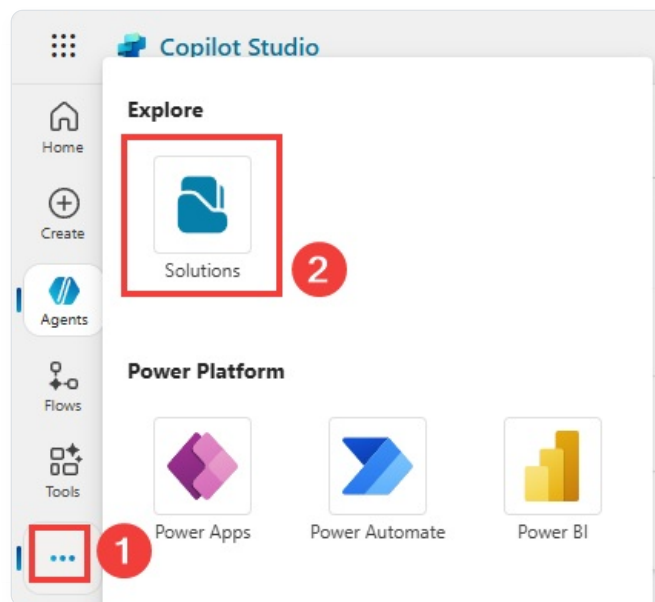 Copilot Studio
Home
Create
Agents
Flows
Tools
1
Explore
Solutions
2
Power Platform
Power Apps
Power Automate
Power BI